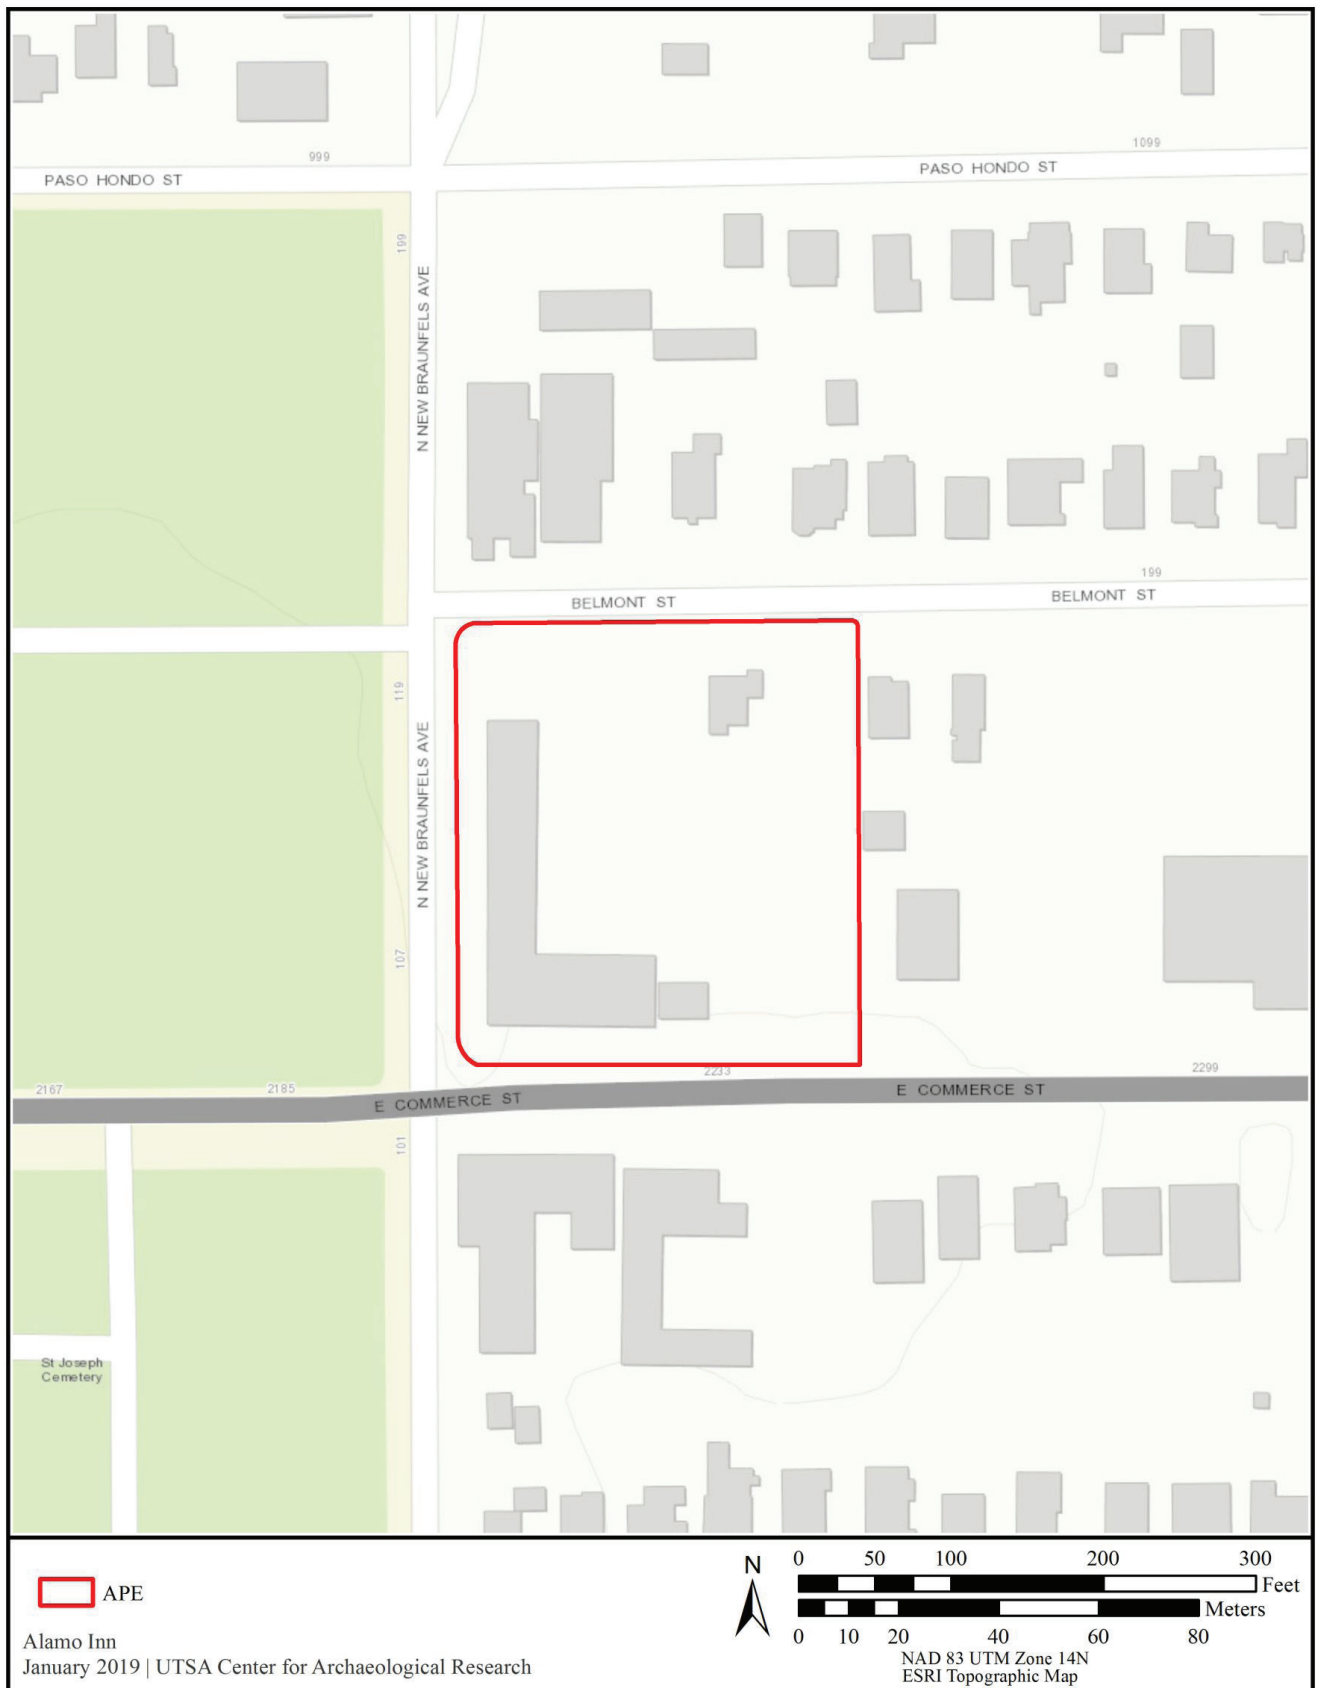 1099
999
PASO HONDO ST
PASO HONDO ST
199
N NEW BRAUNFELS AVE
199
BELMONT ST
BELMONT ST
119
N NEW BRAUNFELS AVE
107
2233
2299
2167
2185
E COMMERCE ST
E COMMERCE ST
101
St Joseph
Cemetery
APE
Alamo Inn
January 2019 | UTSA Center for Archaeological Research
N
0 50 100 200 300
Feet
Meters
0 10 20 40 60 80
NAD 83 UTM Zone 14N
ESRI Topographic Map